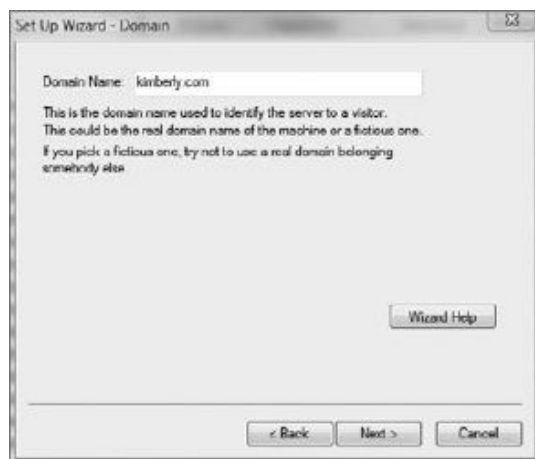 Set Up Wizard - Domain
Domain Name: kimberly.com
This is the domain name used to identify the server to a visitor.
This could be the real domain name of the machine or a fictious one.
If you pick a fictious one, try not to use a real domain belonging
somebody else
Wizard Help
< Back
Next >
Cancel